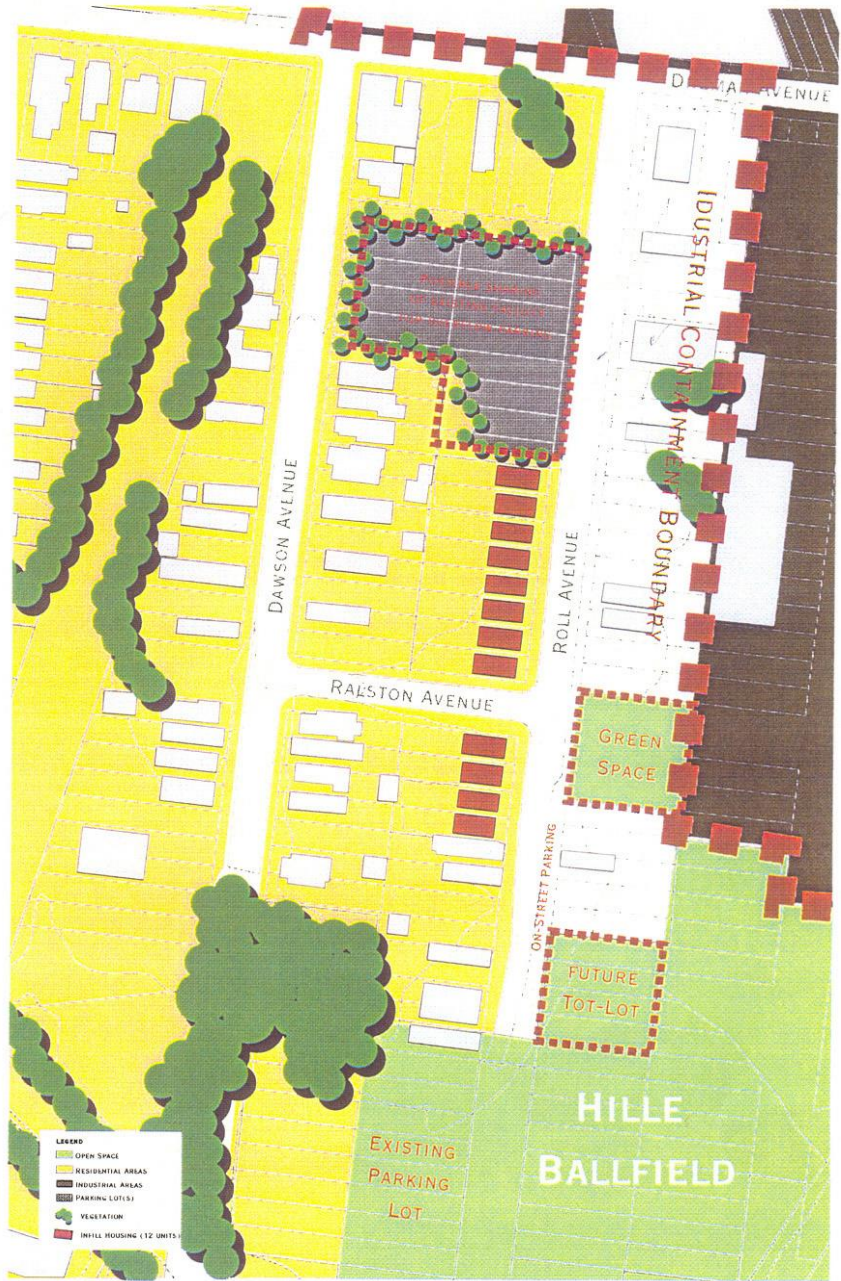 AVENUE
IDUSTRIAL CONTAINMENT BOUNDARY
DAWSON AVENUE
ROLL AVENUE
RALSTON AVENUE
GREEN
SPACE
ON-STREET PARKING
FUTURE
TOT-LOT
HILLE
BALLFIELD
EXISTING
PARKING
LOT
LEGEND
OPEN SPACE
RESIDENTIAL AREAS
INDUSTRIAL AREAS
PARKING LOT(S)
VEGETATION
INFILL HOUSING (12 UNITS)